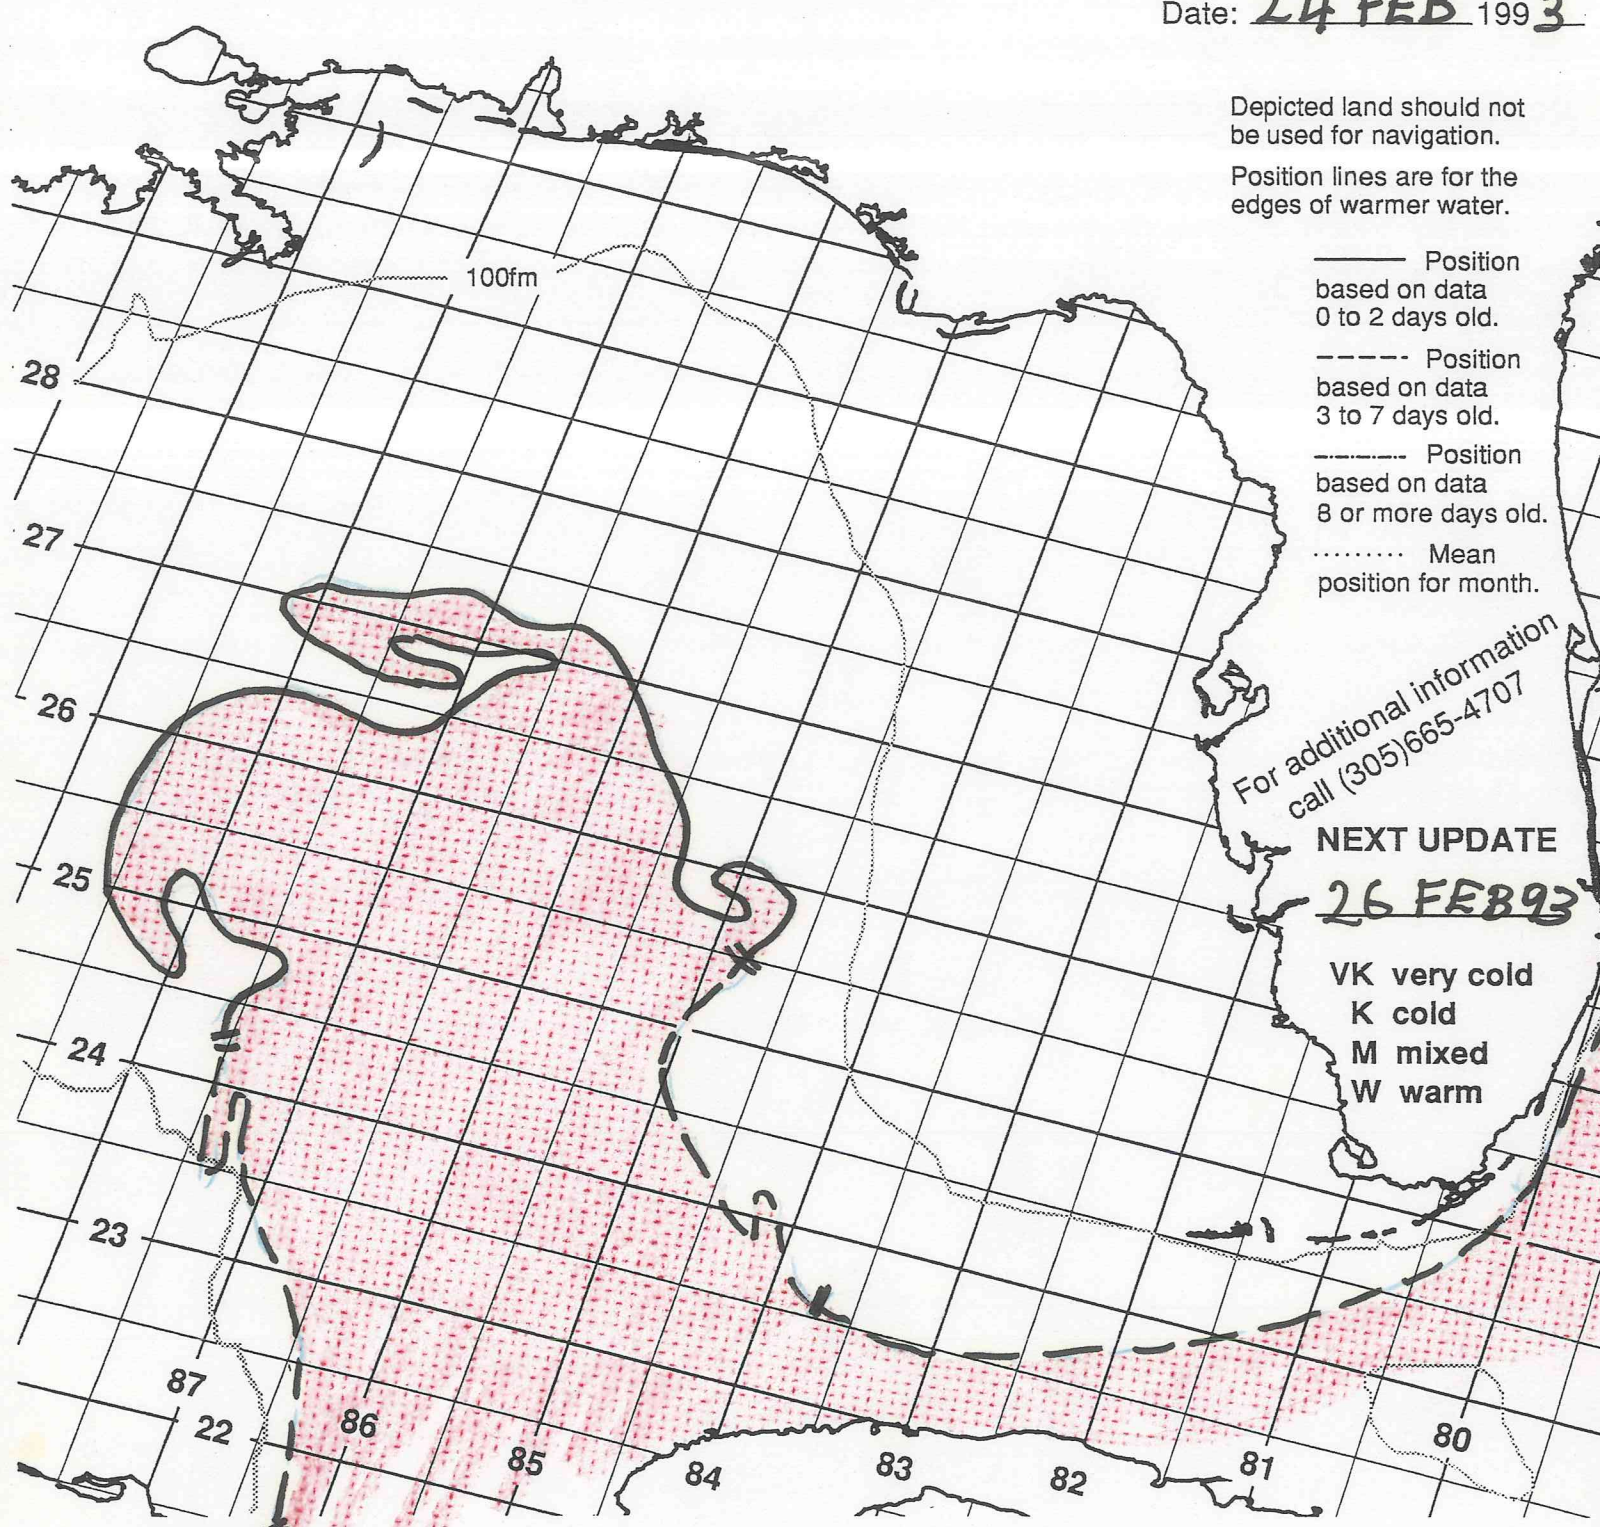 Date: 24 FEB 1993
Depicted land should not
be used for navigation.
Position lines are for the
edges of warmer water.
Position
based on data
0 to 2 days old.
Position
based on data
3 to 7 days old.
Position
based on data
8 or more days old.
Mean
position for month.
For additional information
call (305)665-4707
NEXT UPDATE
26 FEB93
VK very cold
K cold
M mixed
W warm
100fm
28
27
26
25
24
23
22
87
86
85
84
83
82
81
80